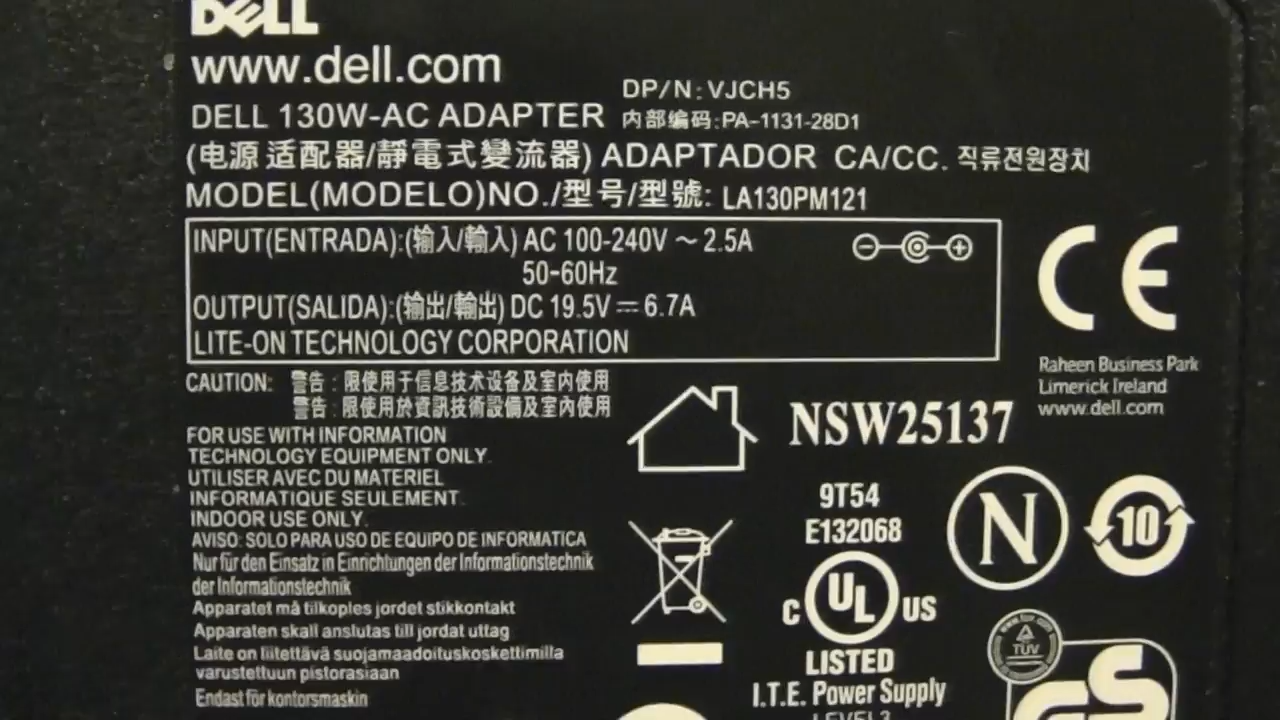 DELL
www.dell.com
DP/N: VJCH5
DELL 130W-AC ADAPTER 内部编码:PA-1131-28D1
(电源适配器/靜電式變流器) ADAPTADOR CA/CC. 직류전원장치
MODEL(MODELO)NO./型号/型號: LA130PM121
INPUT(ENTRADA):(输入/輸入) AC 100-240V ~ 2.5A
50-60Hz
OUTPUT(SALIDA):(输出/輸出) DC 19.5V ⎓ 6.7A
LITE-ON TECHNOLOGY CORPORATION
CE
Raheen Business Park
Limerick Ireland
www.dell.com
CAUTION: 警告：限使用于信息技术设备及室内使用
警告：限使用於資訊技術設備及室內使用
FOR USE WITH INFORMATION
TECHNOLOGY EQUIPMENT ONLY.
UTILISER AVEC DU MATERIEL
INFORMATIQUE SEULEMENT.
INDOOR USE ONLY.
AVISO: SOLO PARA USO DE EQUIPO DE INFORMATICA
Nur für den Einsatz in Einrichtungen der Informationstechnik
der Informationstechnik
Apparatet må tilkoples jordet stikkontakt
Apparaten skall anslutas till jordat uttag
Laite on liitettävä suojamaadoituskoskettimilla
varustettuun pistorasiaan
Endast för kontorsmaskin
NSW25137
9T54
E132068
N
10
C UL US
LISTED
I.T.E. Power Supply
LEVEL 3
TÜV
GS